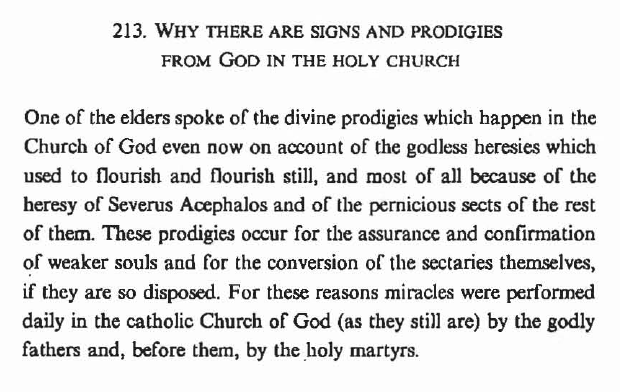 213. WHY THERE ARE SIGNS AND PRODIGIES
FROM GOD IN THE HOLY CHURCH
One of the elders spoke of the divine prodigies which happen in the
Church of God even now on account of the godless heresies which
used to flourish and flourish still, and most of all because of the
heresy of Severus Acephalos and of the pernicious sects of the rest
of them. These prodigies occur for the assurance and confirmation
of weaker souls and for the conversion of the sectaries themselves,
if they are so disposed. For these reasons miracles were performed
daily in the catholic Church of God (as they still are) by the godly
fathers and, before them, by the holy martyrs.